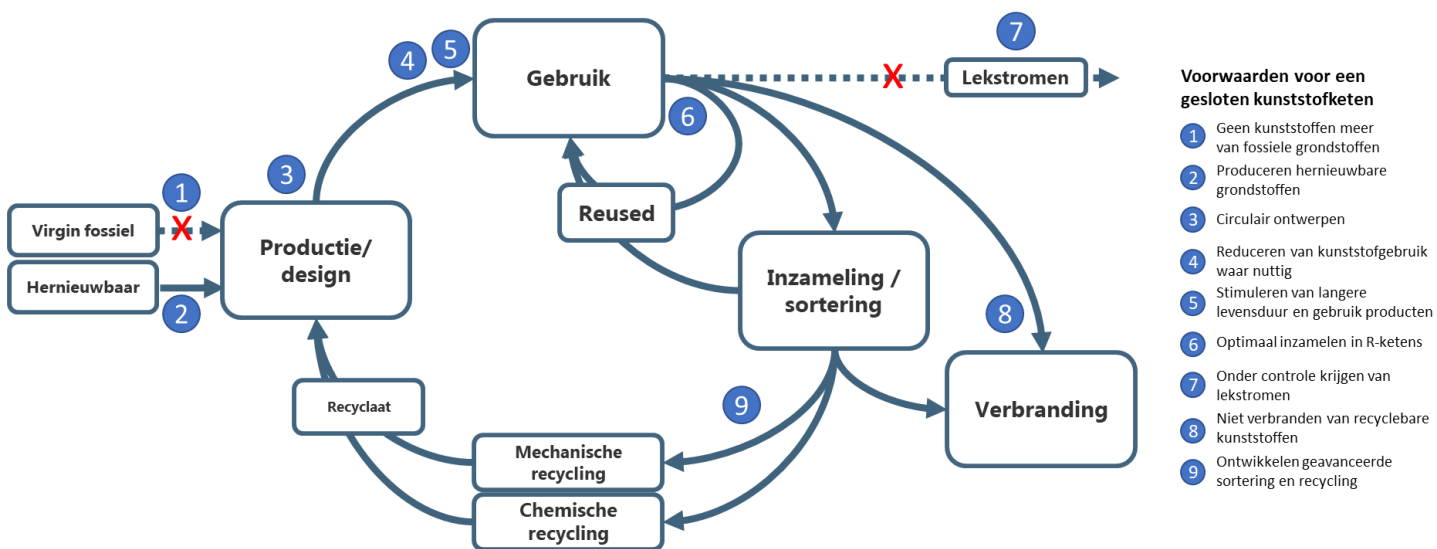 7
4
5
Gebruik
X
Lekstromen
6
3
1
Virgin fossiel
X
Reused
Productie/
design
Hernieuwbaar
2
Inzameling /
sortering
8
Recyclaat
9
Verbranding
Mechanische
recycling
Chemische
recycling
Voorwaarden voor een
gesloten kunststofketen
1 Geen kunststoffen meer
van fossiele grondstoffen
2 Produceren hernieuwbare
grondstoffen
3 Circulair ontwerpen
4 Reduceren van kunstofgebruik
waar nuttig
5 Stimuleren van langere
levensduur en gebruik producten
6 Optimaal inzamelen in R-ketens
7 Onder controle krijgen van
lekstromen
8 Niet verbranden van recyclebare
kunststoffen
9 Ontwikkelen geavanceerde
sortering en recycling